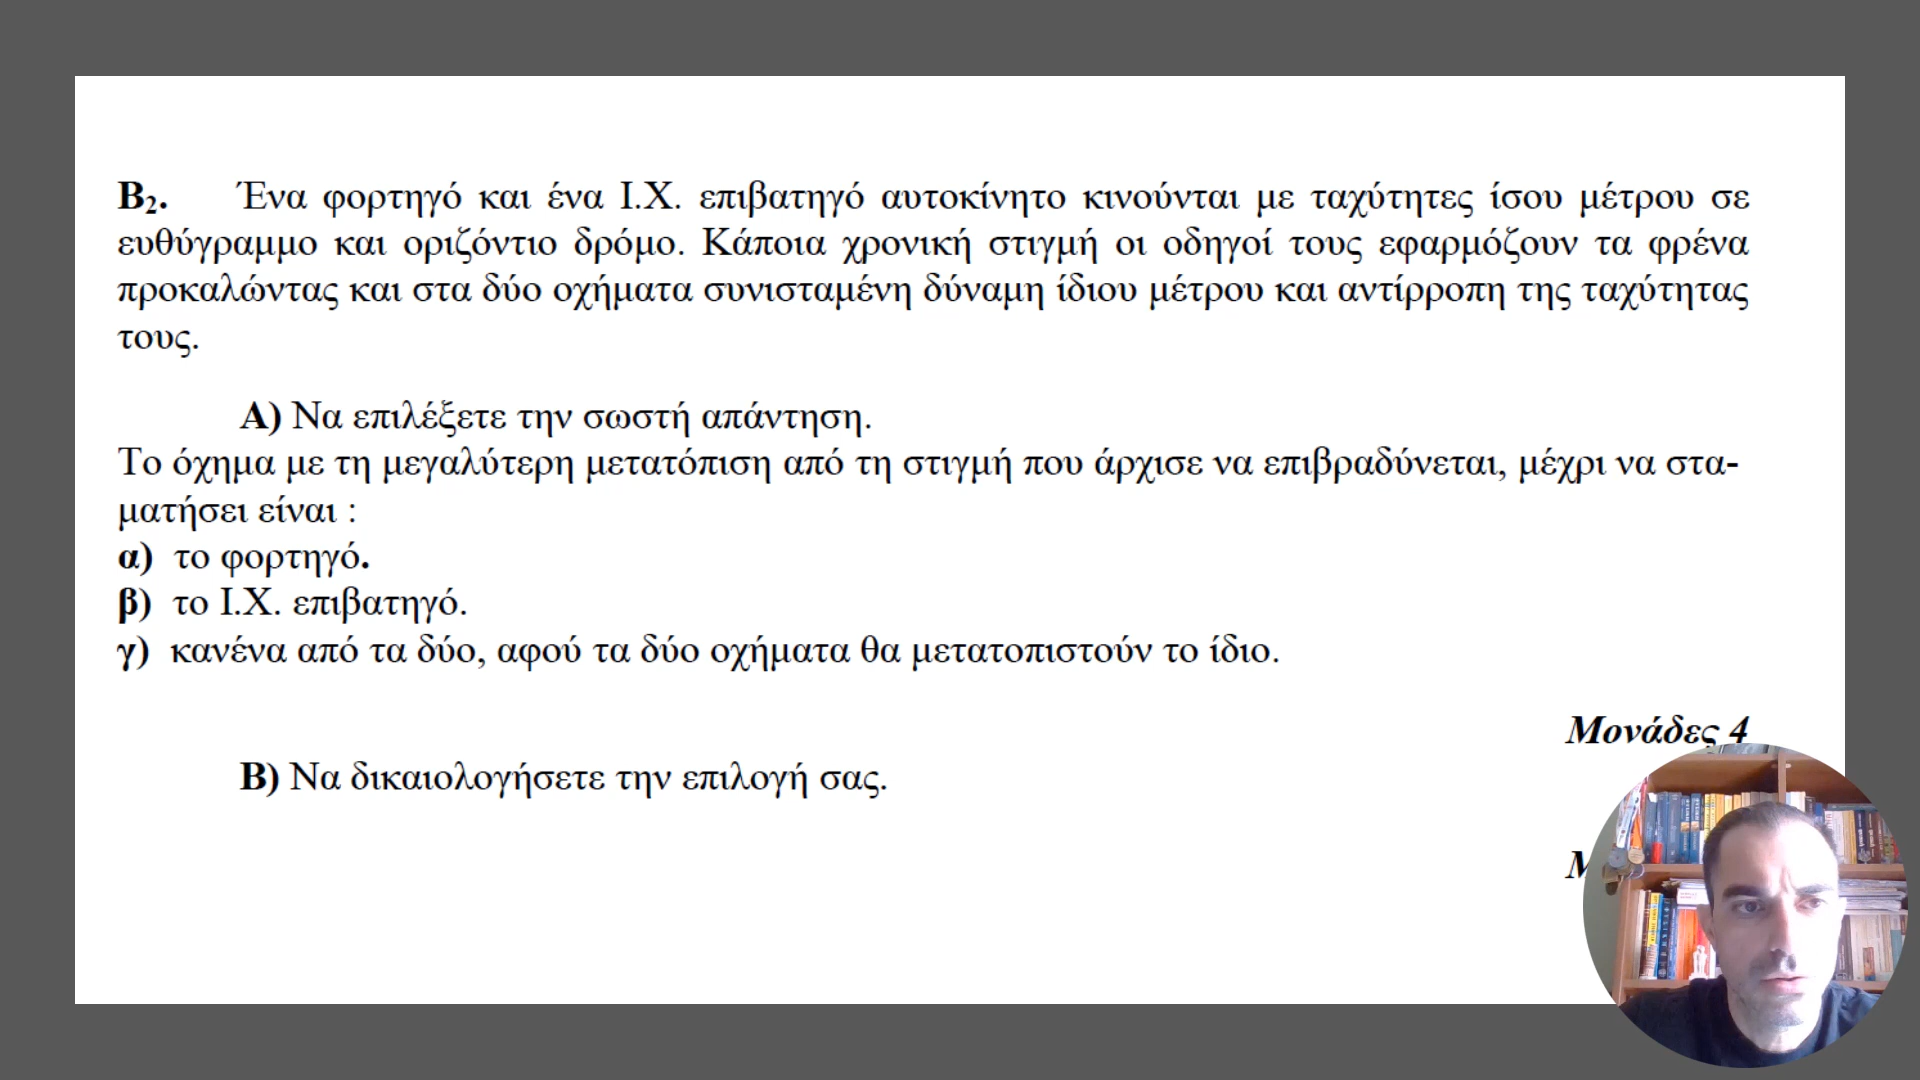 Β₂. Ένα φορτηγό και ένα Ι.Χ. επιβατηγό αυτοκίνητο κινούνται με ταχύτητες ίσου μέτρου σε
ευθύγραμμο και οριζόντιο δρόμο. Κάποια χρονική στιγμή οι οδηγοί τους εφαρμόζουν τα φρένα
προκαλώντας και στα δύο οχήματα συνισταμένη δύναμη ίδιου μέτρου και αντίρροπη της ταχύτητας
τους.
Α) Να επιλέξετε την σωστή απάντηση.
Το όχημα με τη μεγαλύτερη μετατόπιση από τη στιγμή που άρχισε να επιβραδύνεται, μέχρι να στα-
ματήσει είναι :
α) το φορτηγό.
β) το Ι.Χ. επιβατηγό.
γ) κανένα από τα δύο, αφού τα δύο οχήματα θα μετατοπιστούν το ίδιο.
Μονάδες 4
Β) Να δικαιολογήσετε την επιλογή σας.